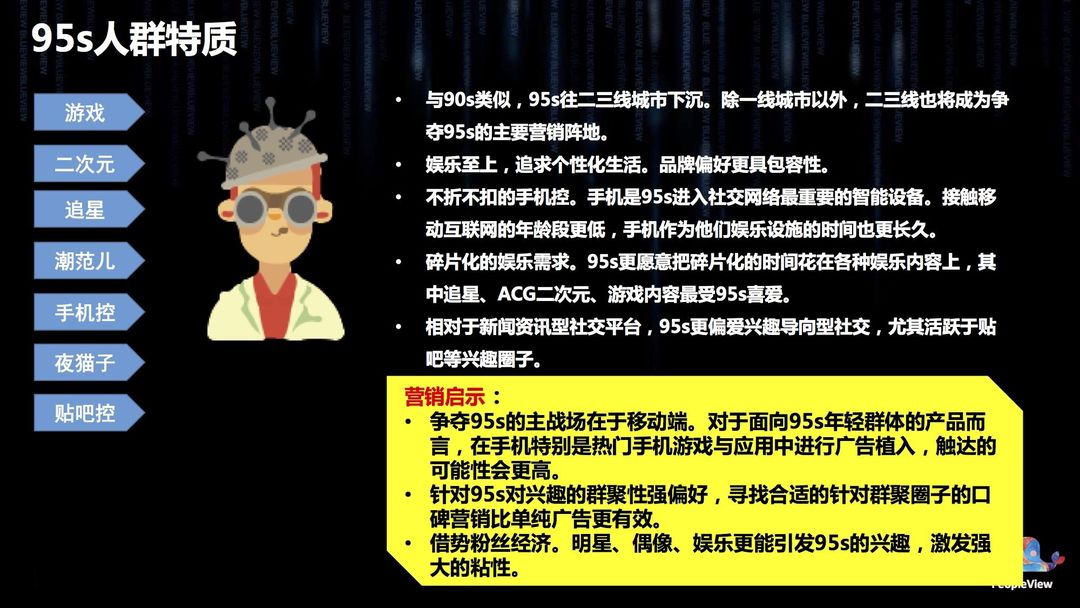 95s人群特质
游戏
二次元
追星
潮范儿
手机控
夜猫子
贴吧控
• 与90s类似，95s往二三线城市下沉。除一线城市以外，二三线也将成为争
夺95s的主要营销阵地。
• 娱乐至上，追求个性化生活。品牌偏好更具包容性。
• 不折不扣的手机控。手机是95s进入社交网络最重要的智能设备。接触移
动互联网的年龄段更低，手机作为他们娱乐设施的时间也更长久。
• 碎片化的娱乐需求。95s更愿意把碎片化的时间花在各种娱乐内容上，其
中追星、ACG二次元、游戏内容最受95s喜爱。
• 相对于新闻资讯型社交平台，95s更偏爱兴趣导向型社交，尤其活跃于贴
吧等兴趣圈子。
营销启示：
• 争夺95s的主战场在于移动端。对于面向95s年轻群体的产品而
言，在手机特别是热门手机游戏与应用中进行广告植入，触达的
可能性会更高。
• 针对95s对兴趣的群聚性强偏好，寻找合适的针对群聚圈子的口
碑营销比单纯广告更有效。
• 借势粉丝经济。明星、偶像、娱乐更能引发95s的兴趣，激发强
大的粘性。
PeopleView